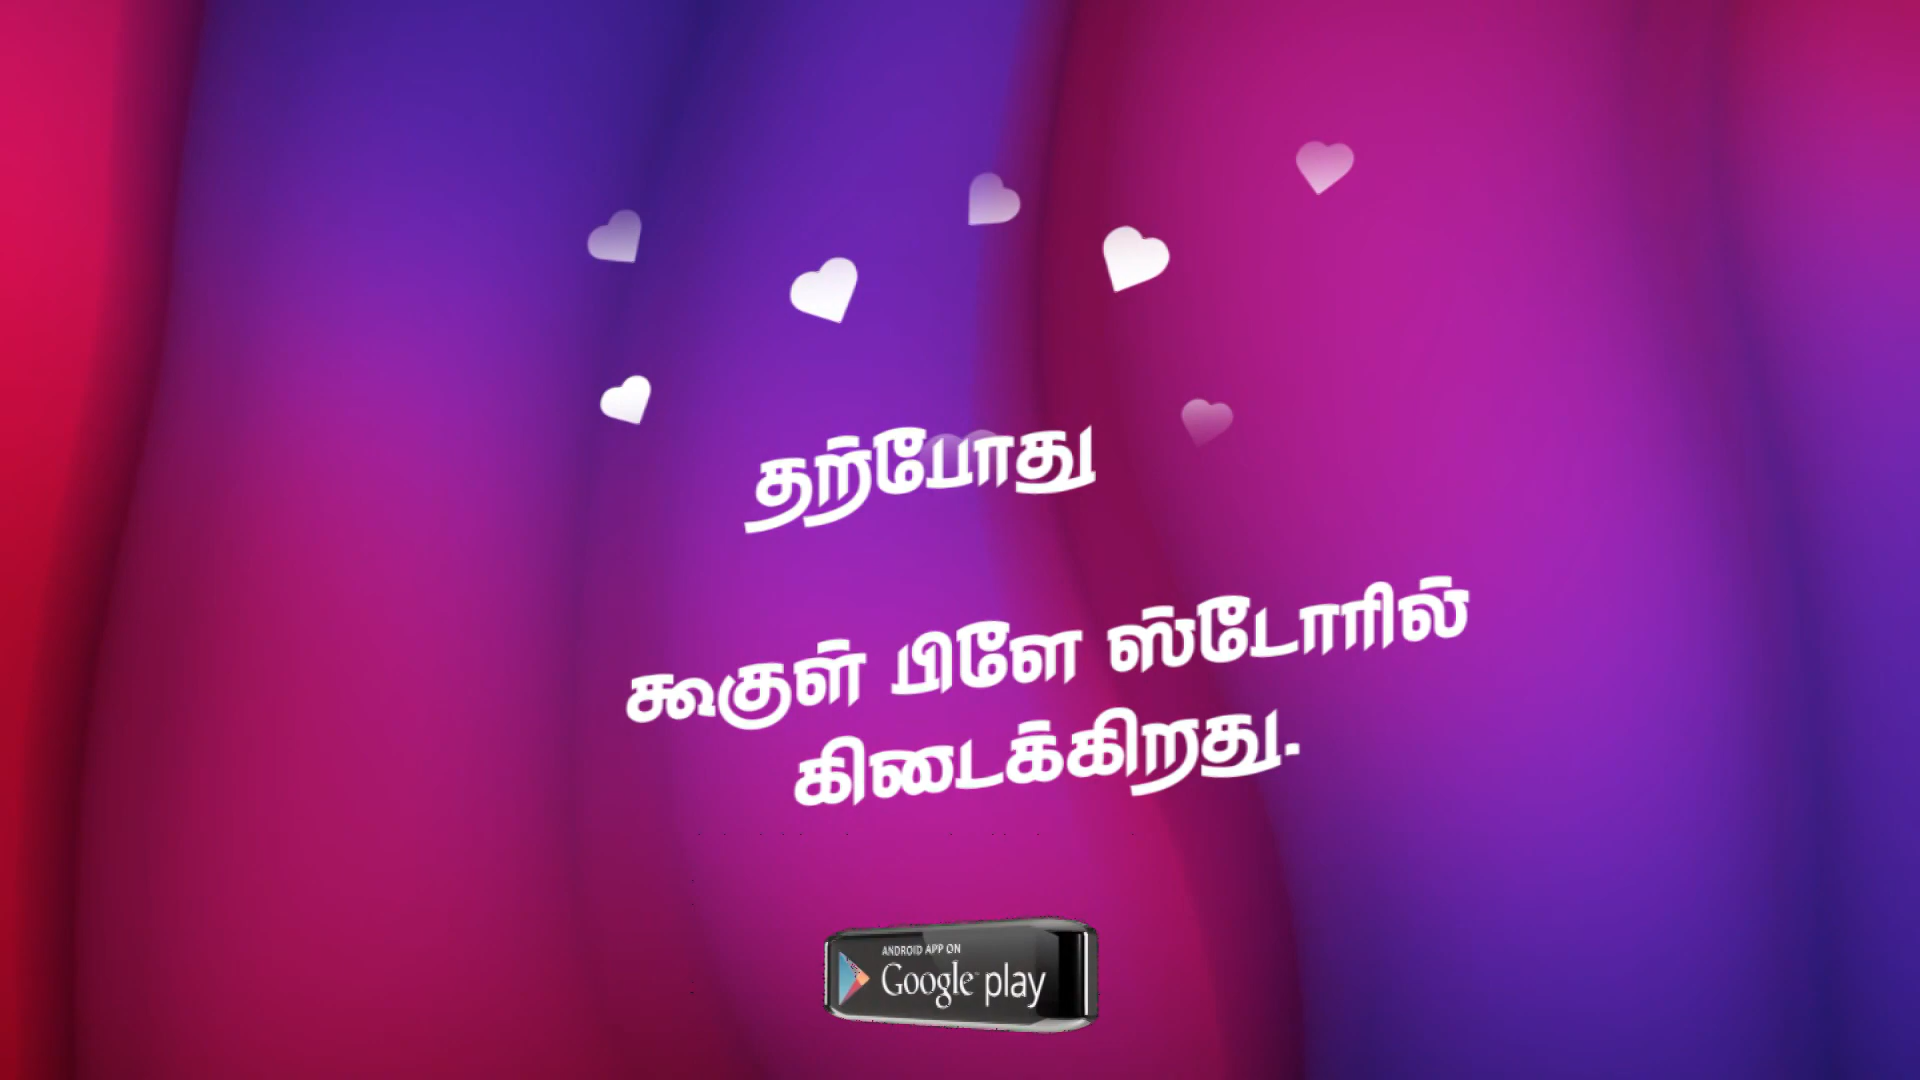 தற்போது
கூகுள் பிளே ஸ்டோரில்
கிடைக்கிறது.
ANDROID APP ON
Google play